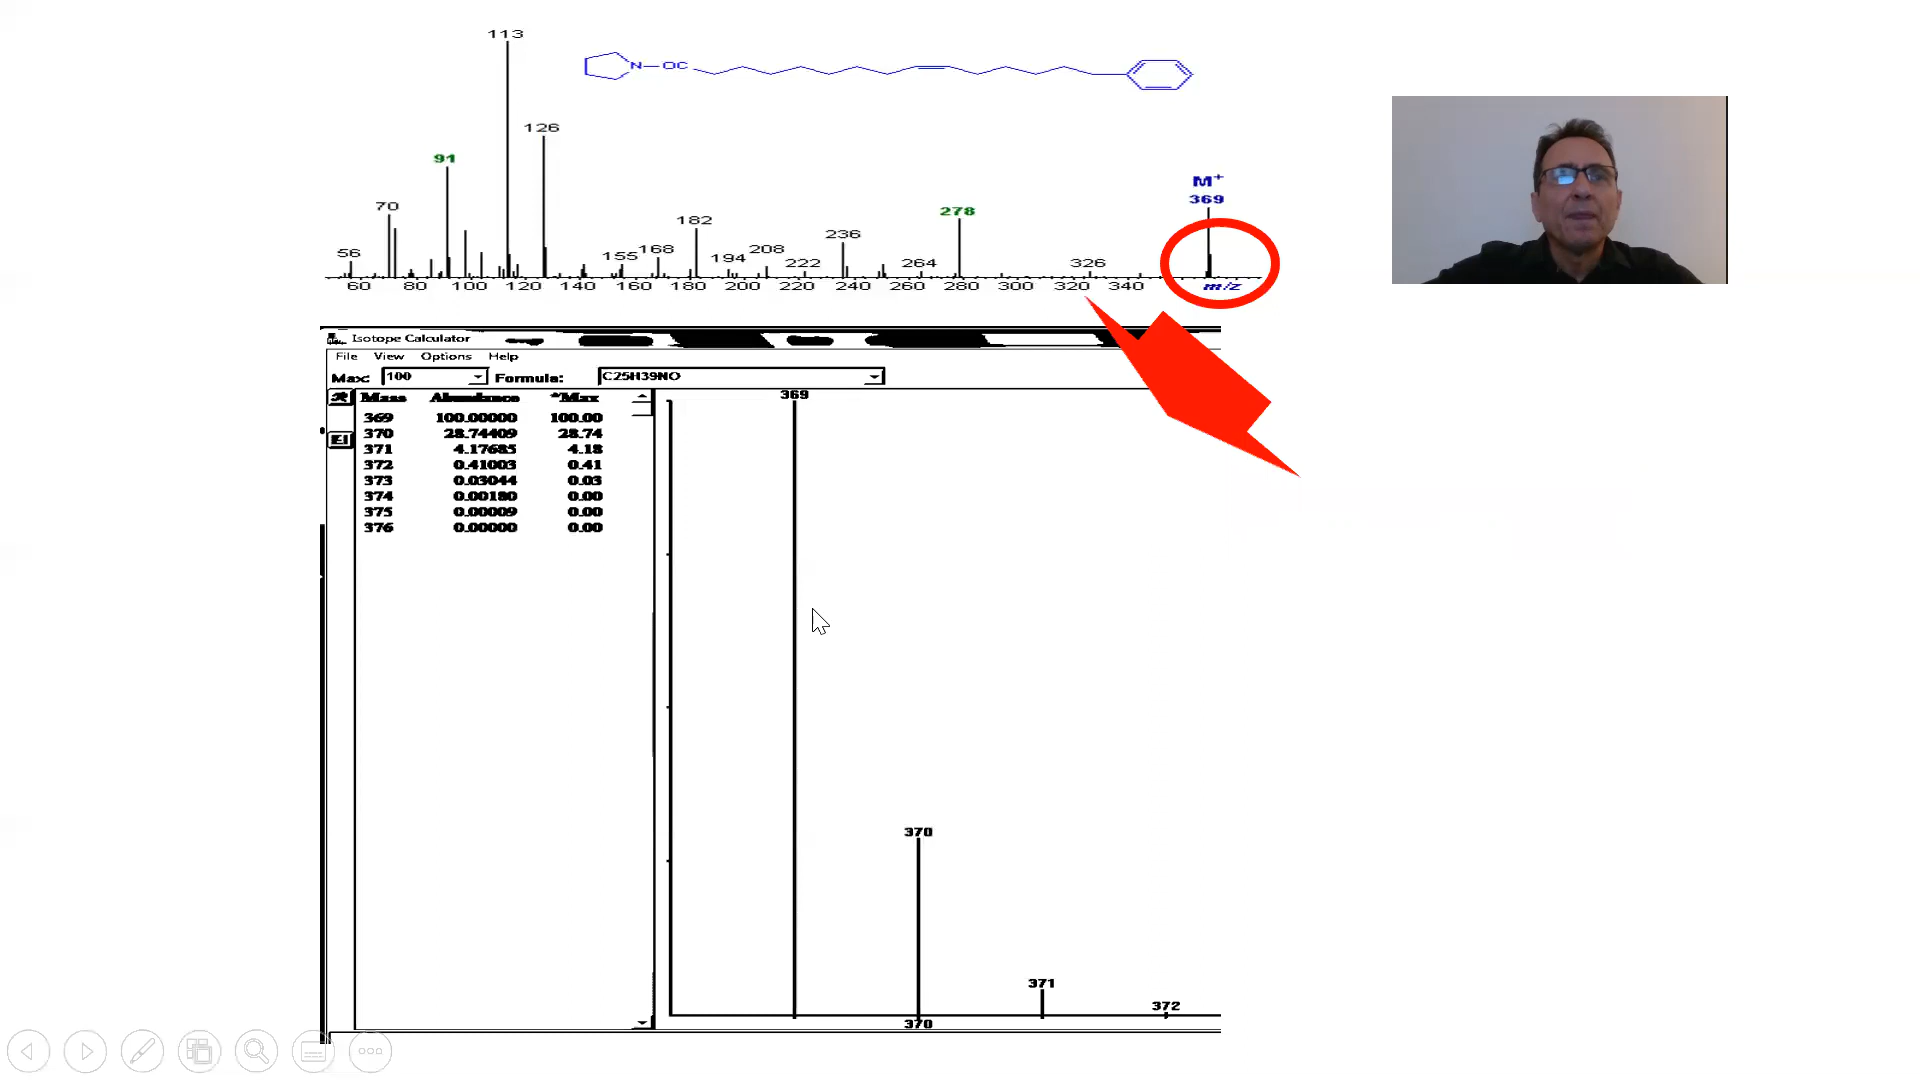 113
N—OC
126
91
M+
369
70
278
182
236
56
155
168
194
208
222
264
326
60 80 100 120 140 160 180 200 220 240 260 280 300 320 340 m/z
Isotope Calculator
File View Options Help
Max: 100 Formula: C25H39NO
Mass Abundance %Max
369 100.00000 100.00
370 28.74409 28.74
371 4.17685 4.18
372 0.41003 0.41
373 0.03044 0.03
374 0.00180 0.00
375 0.00009 0.00
376 0.00000 0.00
369
370
371
372
370